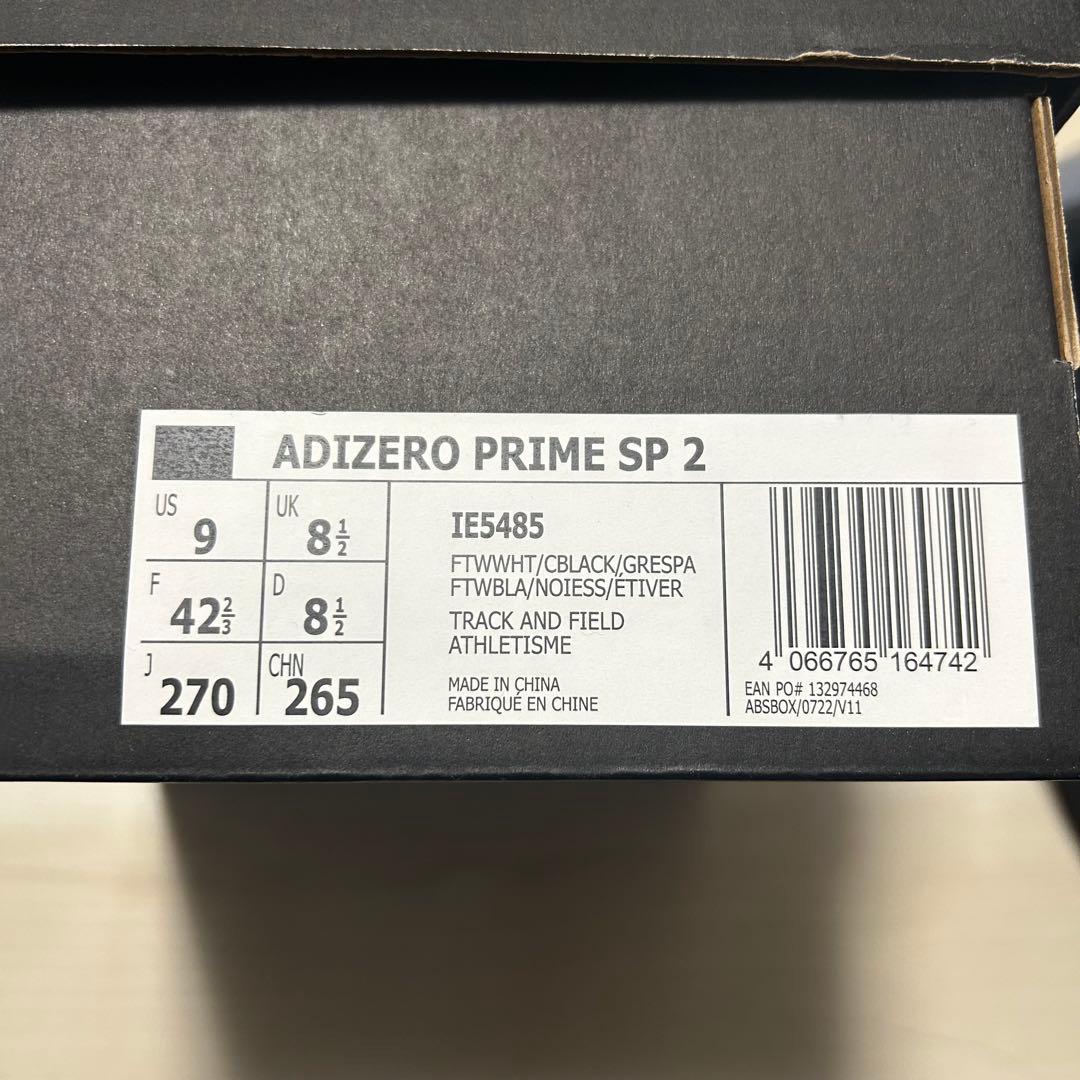 ADIZERO PRIME SP 2
US 9
UK 8 1/2
F 42 2/3
D 8 1/2
J 270
CHN 265
IE5485
FTWWHT/CBLACK/GRESPA
FTWBLA/NOIESS/ÉTIVER
TRACK AND FIELD
ATHLETISME
MADE IN CHINA
FABRIQUÉ EN CHINE
4 066765 164742
EAN PO# 132974468
ABSBOX/0722/V11